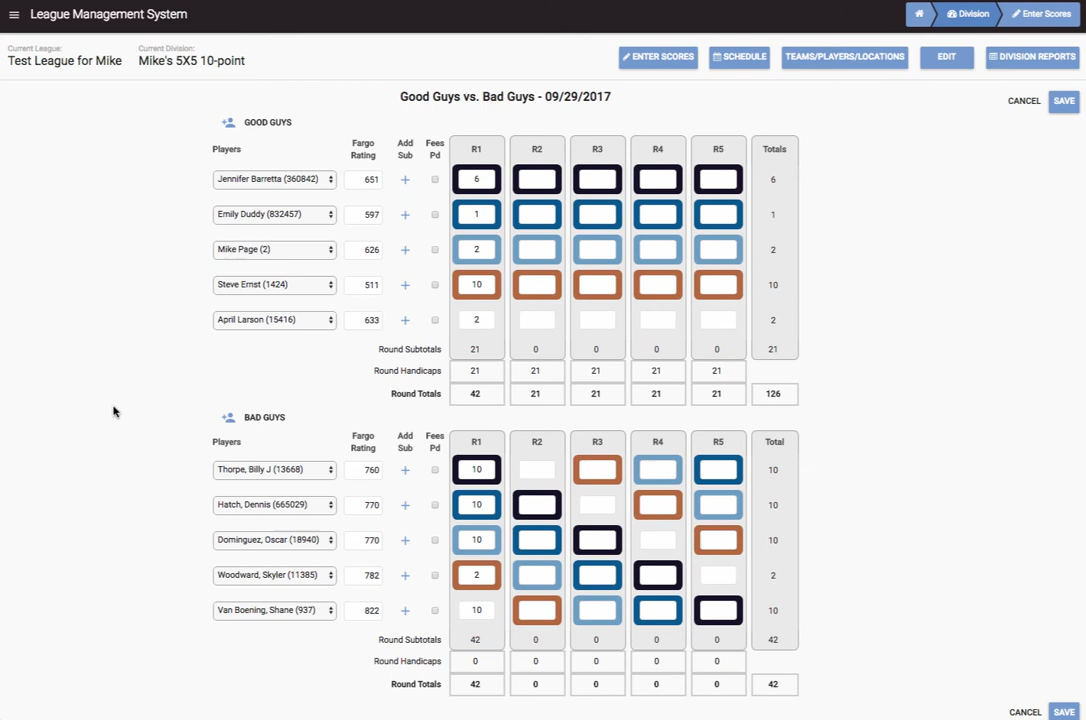 League Management System
Division
Enter Scores
Current League:
Test League for Mike
Current Division:
Mike's 5X5 10-point
ENTER SCORES
SCHEDULE
TEAMS/PLAYERS/LOCATIONS
EDIT
DIVISION REPORTS
Good Guys vs. Bad Guys - 09/29/2017
CANCEL SAVE
GOOD GUYS
Players Fargo Rating Add Sub Fees Pd R1 R2 R3 R4 R5 Totals
Jennifer Barretta (360842) 651 + 6 6
Emily Duddy (832457) 597 + 1 1
Mike Page (2) 626 + 2 2
Steve Ernst (1424) 511 + 10 10
April Larson (15416) 633 + 2 2
Round Subtotals 21 0 0 0 0 21
Round Handicaps 21 21 21 21 21
Round Totals 42 21 21 21 21 126
BAD GUYS
Players Fargo Rating Add Sub Fees Pd R1 R2 R3 R4 R5 Total
Thorpe, Billy J (13668) 760 + 10 10
Hatch, Dennis (665029) 770 + 10 10
Dominguez, Oscar (18940) 770 + 10 10
Woodward, Skyler (11385) 782 + 2 2
Van Boening, Shane (937) 822 + 10 10
Round Subtotals 42 0 0 0 0 42
Round Handicaps 0 0 0 0 0
Round Totals 42 0 0 0 0 42
CANCEL SAVE